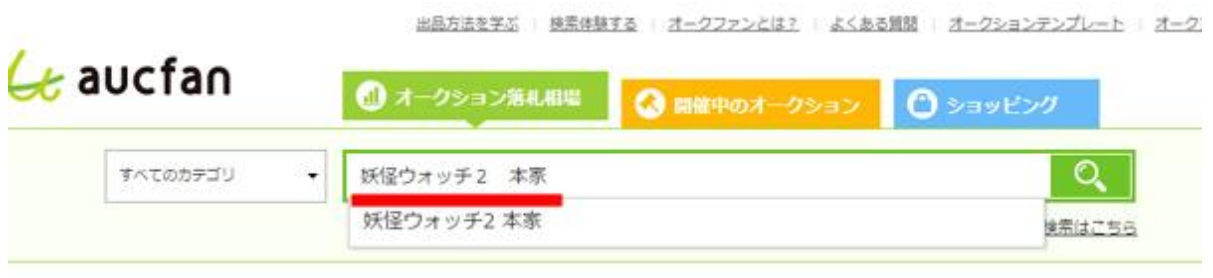 出品方法を学ぶ 検索体験する オークファンとは? よくある質問 オークションテンプレート オーク
aucfan
オークション落札相場 開催中のオークション ショッピング
すべてのカテゴリ 妖怪ウォッチ2 本家
妖怪ウォッチ2 本家
検索はこちら